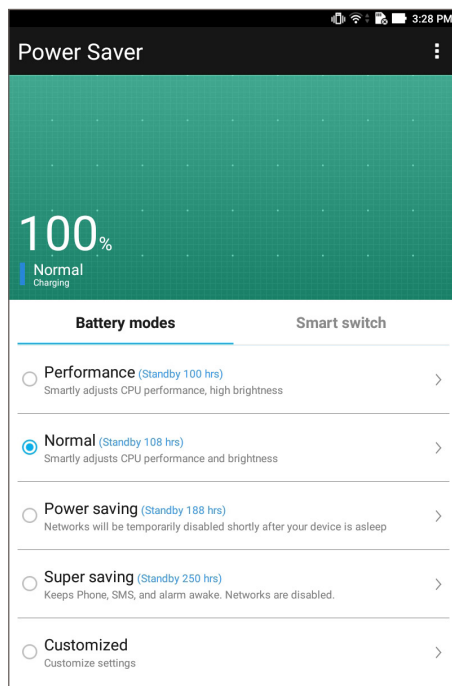 3:28 PM
Power Saver
100%
Normal
Charging
Battery modes
Smart switch
Performance (Standby 100 hrs)
Smartly adjusts CPU performance, high brightness
Normal (Standby 108 hrs)
Smartly adjusts CPU performance and brightness
Power saving (Standby 188 hrs)
Networks will be temporarily disabled shortly after your device is asleep
Super saving (Standby 250 hrs)
Keeps Phone, SMS, and alarm awake. Networks are disabled.
Customized
Customize settings